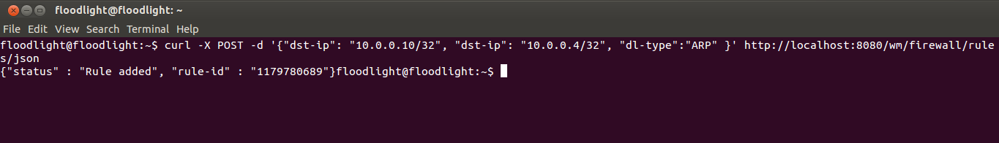 floodlight@floodlight: ~
File Edit View Search Terminal Help
floodlight@floodlight:~$ curl -X POST -d '{"dst-ip": "10.0.0.10/32", "dst-ip": "10.0.0.4/32", "dl-type":"ARP" }' http://localhost:8080/wm/firewall/rule
s/json
{"status" : "Rule added", "rule-id" : "1179780689"}floodlight@floodlight:~$